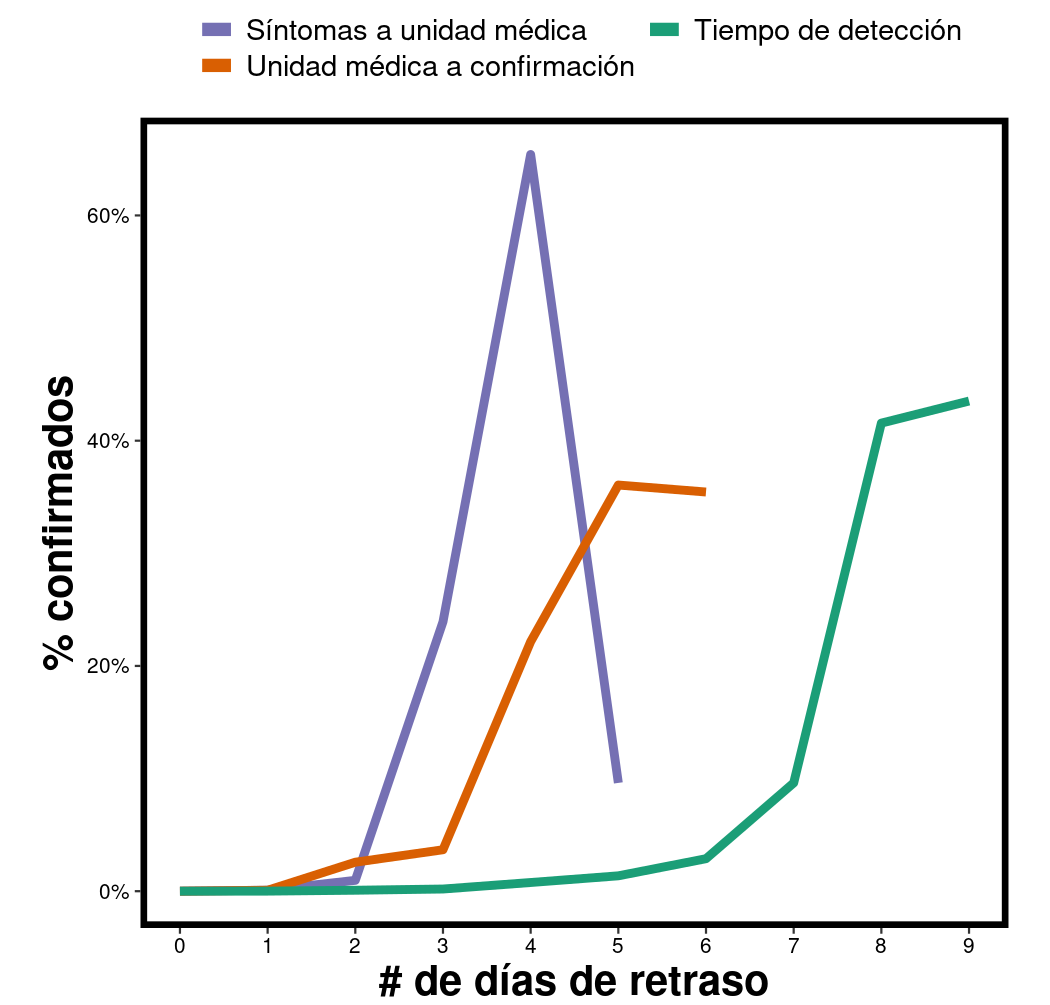 Síntomas a unidad médica
Tiempo de detección
Unidad médica a confirmación
60%
40%
20%
0%
% confirmados
0 1 2 3 4 5 6 7 8 9
# de días de retraso